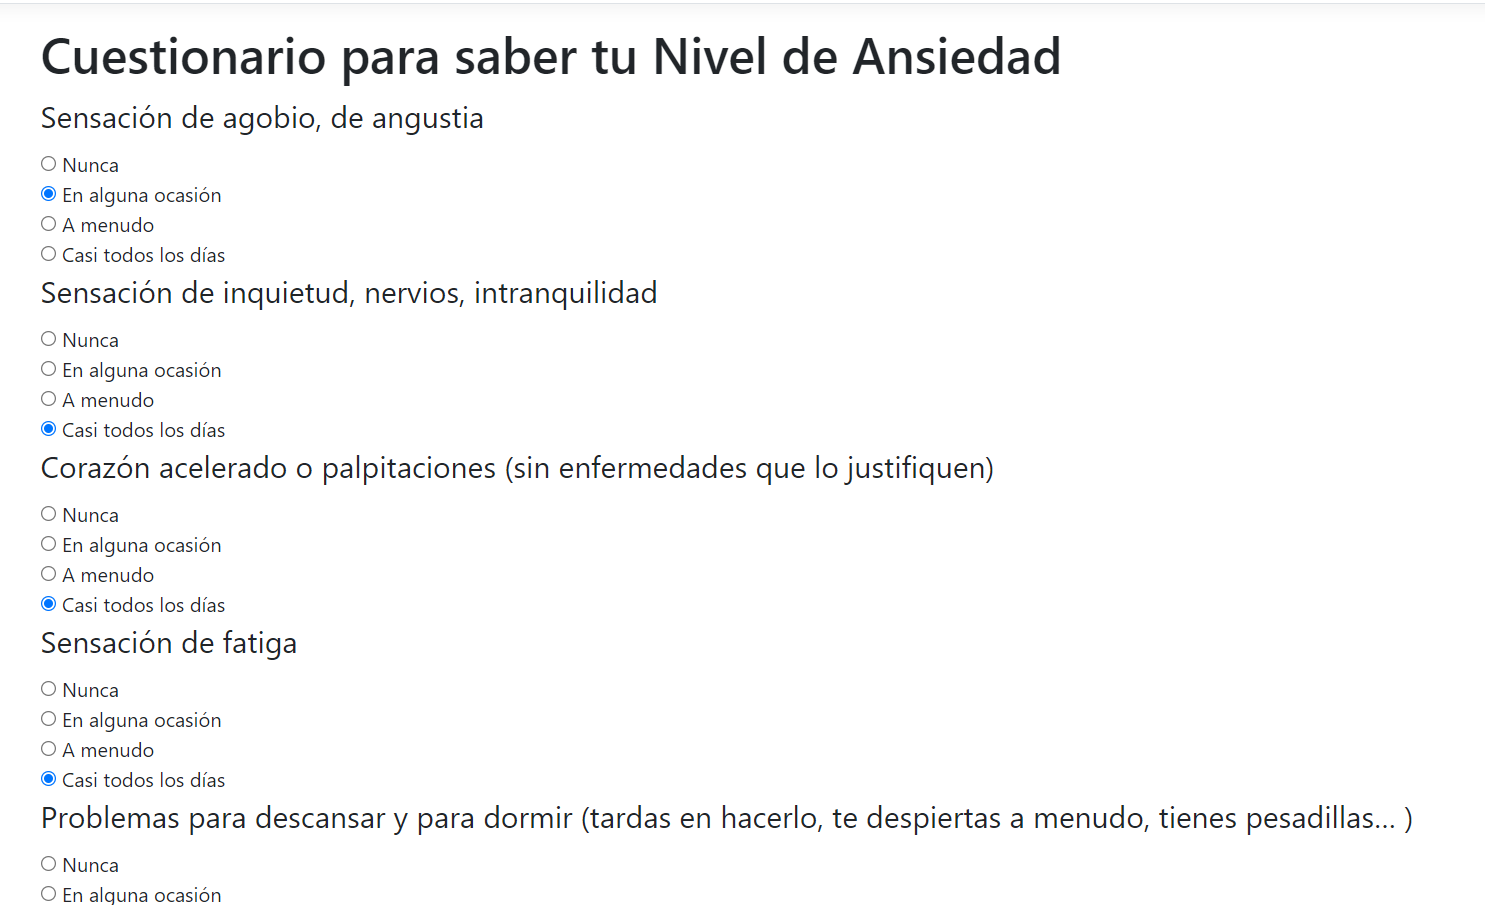 Cuestionario para saber tu Nivel de Ansiedad
Sensación de agobio, de angustia
Nunca
En alguna ocasión
A menudo
Casi todos los días
Sensación de inquietud, nervios, intranquilidad
Nunca
En alguna ocasión
A menudo
Casi todos los días
Corazón acelerado o palpitaciones (sin enfermedades que lo justifiquen)
Nunca
En alguna ocasión
A menudo
Casi todos los días
Sensación de fatiga
Nunca
En alguna ocasión
A menudo
Casi todos los días
Problemas para descansar y para dormir (tardas en hacerlo, te despiertas a menudo, tienes pesadillas... )
Nunca
En alguna ocasión